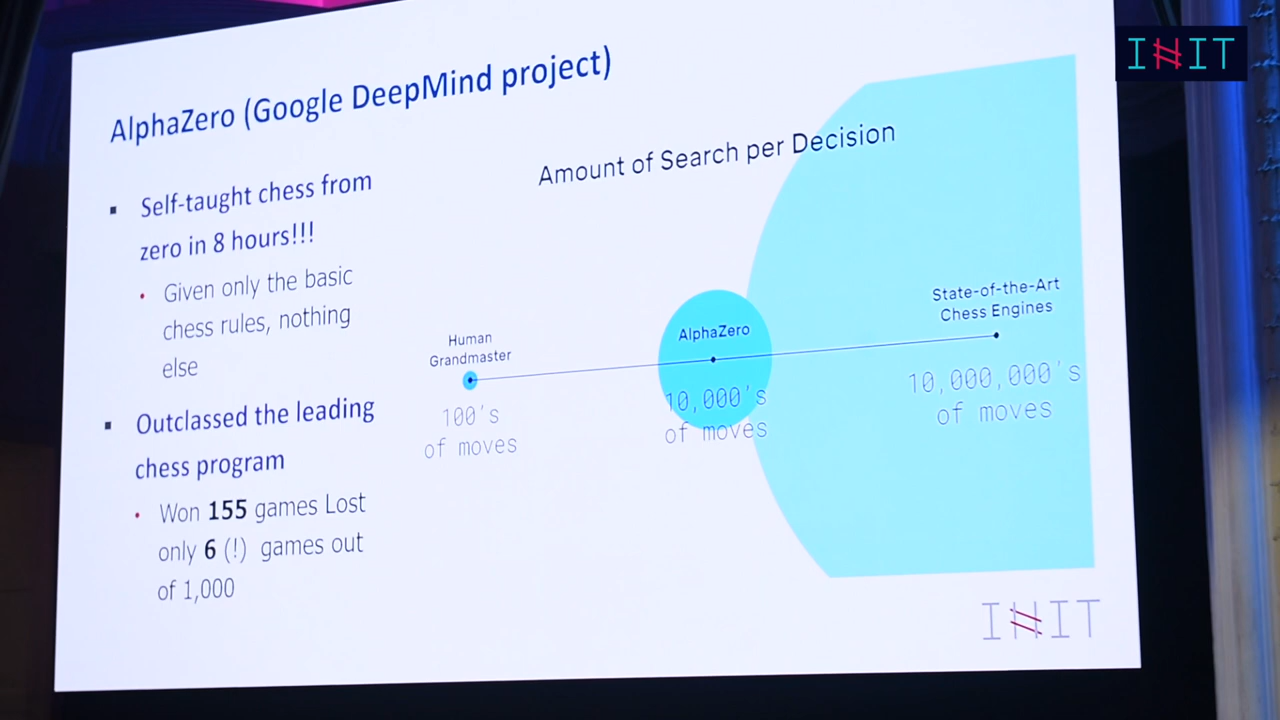 INIT
AlphaZero (Google DeepMind project)
Self-taught chess from
zero in 8 hours!!!
Given only the basic
chess rules, nothing
else
Outclassed the leading
chess program
Won 155 games Lost
only 6 (!) games out
of 1,000
Amount of Search per Decision
Human
Grandmaster
100's
of moves
AlphaZero
10,000's
of moves
State-of-the-Art
Chess Engines
10,000,000's
of moves
INIT